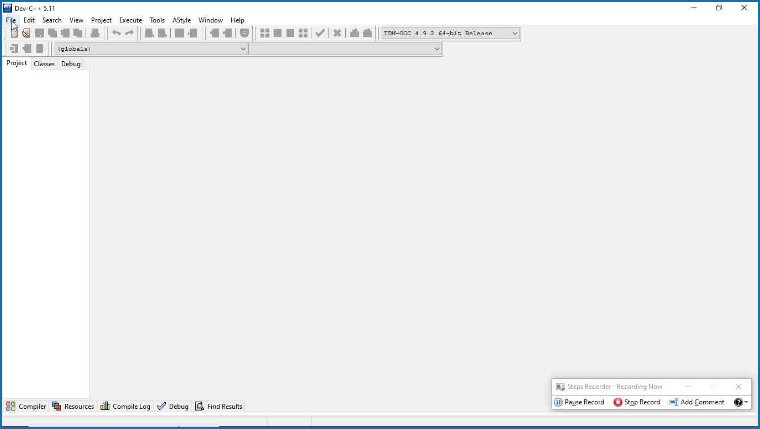 Dev-C++ 5.11
File Edit Search View Project Execute Tools AStyle Window Help
TDM-GCC 4.9.2 64-bit Release
(globals)
Project Classes Debug
Steps Recorder - Recording Now
Pause Record Stop Record Add Comment
Compiler Resources Compile Log Debug Find Results